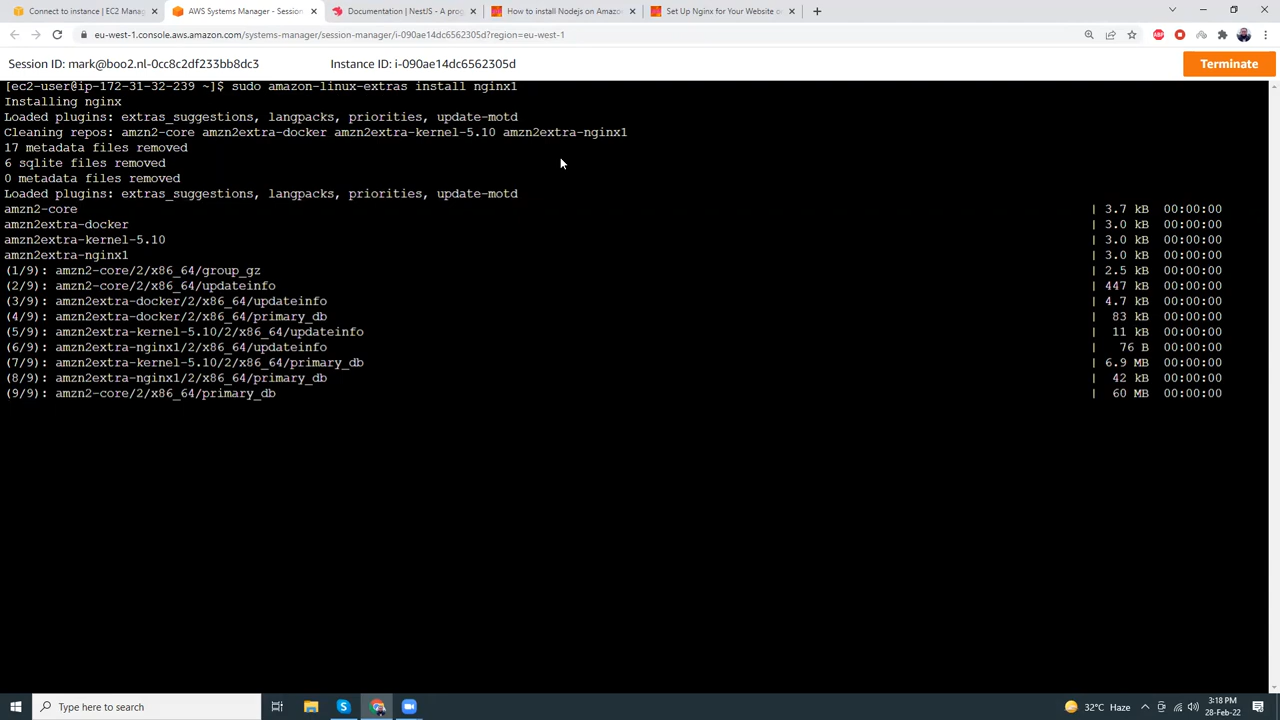 Connect to instance | EC2 Manag
AWS Systems Manager - Session
Documentation | NestJS - A prog
How to install Nodejs on Amazon
Set Up Nginx for Your Website on
eu-west-1.console.aws.amazon.com/systems-manager/session-manager/i-090ae14dc6562305d?region=eu-west-1
ABP
Session ID: mark@boo2.nl-0cc8c2df233bb8dc3 Instance ID: i-090ae14dc6562305d Terminate
[ec2-user@ip-172-31-32-239 ~]$ sudo amazon-linux-extras install nginx1
Installing nginx
Loaded plugins: extras_suggestions, langpacks, priorities, update-motd
Cleaning repos: amzn2-core amzn2extra-docker amzn2extra-kernel-5.10 amzn2extra-nginx1
17 metadata files removed
6 sqlite files removed
0 metadata files removed
Loaded plugins: extras_suggestions, langpacks, priorities, update-motd
amzn2-core | 3.7 kB 00:00:00
amzn2extra-docker | 3.0 kB 00:00:00
amzn2extra-kernel-5.10 | 3.0 kB 00:00:00
amzn2extra-nginx1 | 3.0 kB 00:00:00
(1/9): amzn2-core/2/x86_64/group_gz | 2.5 kB 00:00:00
(2/9): amzn2-core/2/x86_64/updateinfo | 447 kB 00:00:00
(3/9): amzn2extra-docker/2/x86_64/updateinfo | 4.7 kB 00:00:00
(4/9): amzn2extra-docker/2/x86_64/primary_db | 83 kB 00:00:00
(5/9): amzn2extra-kernel-5.10/2/x86_64/updateinfo | 11 kB 00:00:00
(6/9): amzn2extra-nginx1/2/x86_64/updateinfo | 76 B 00:00:00
(7/9): amzn2extra-kernel-5.10/2/x86_64/primary_db | 6.9 MB 00:00:00
(8/9): amzn2extra-nginx1/2/x86_64/primary_db | 42 kB 00:00:00
(9/9): amzn2-core/2/x86_64/primary_db | 60 MB 00:00:00
Type here to search
32°C Haze
3:18 PM
28-Feb-22